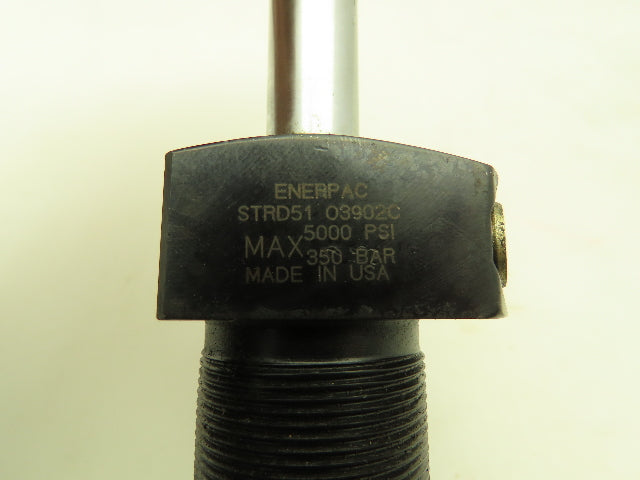 ENERPAC
STRD51 03902C
MAX 5000 PSI
350 BAR
MADE IN USA